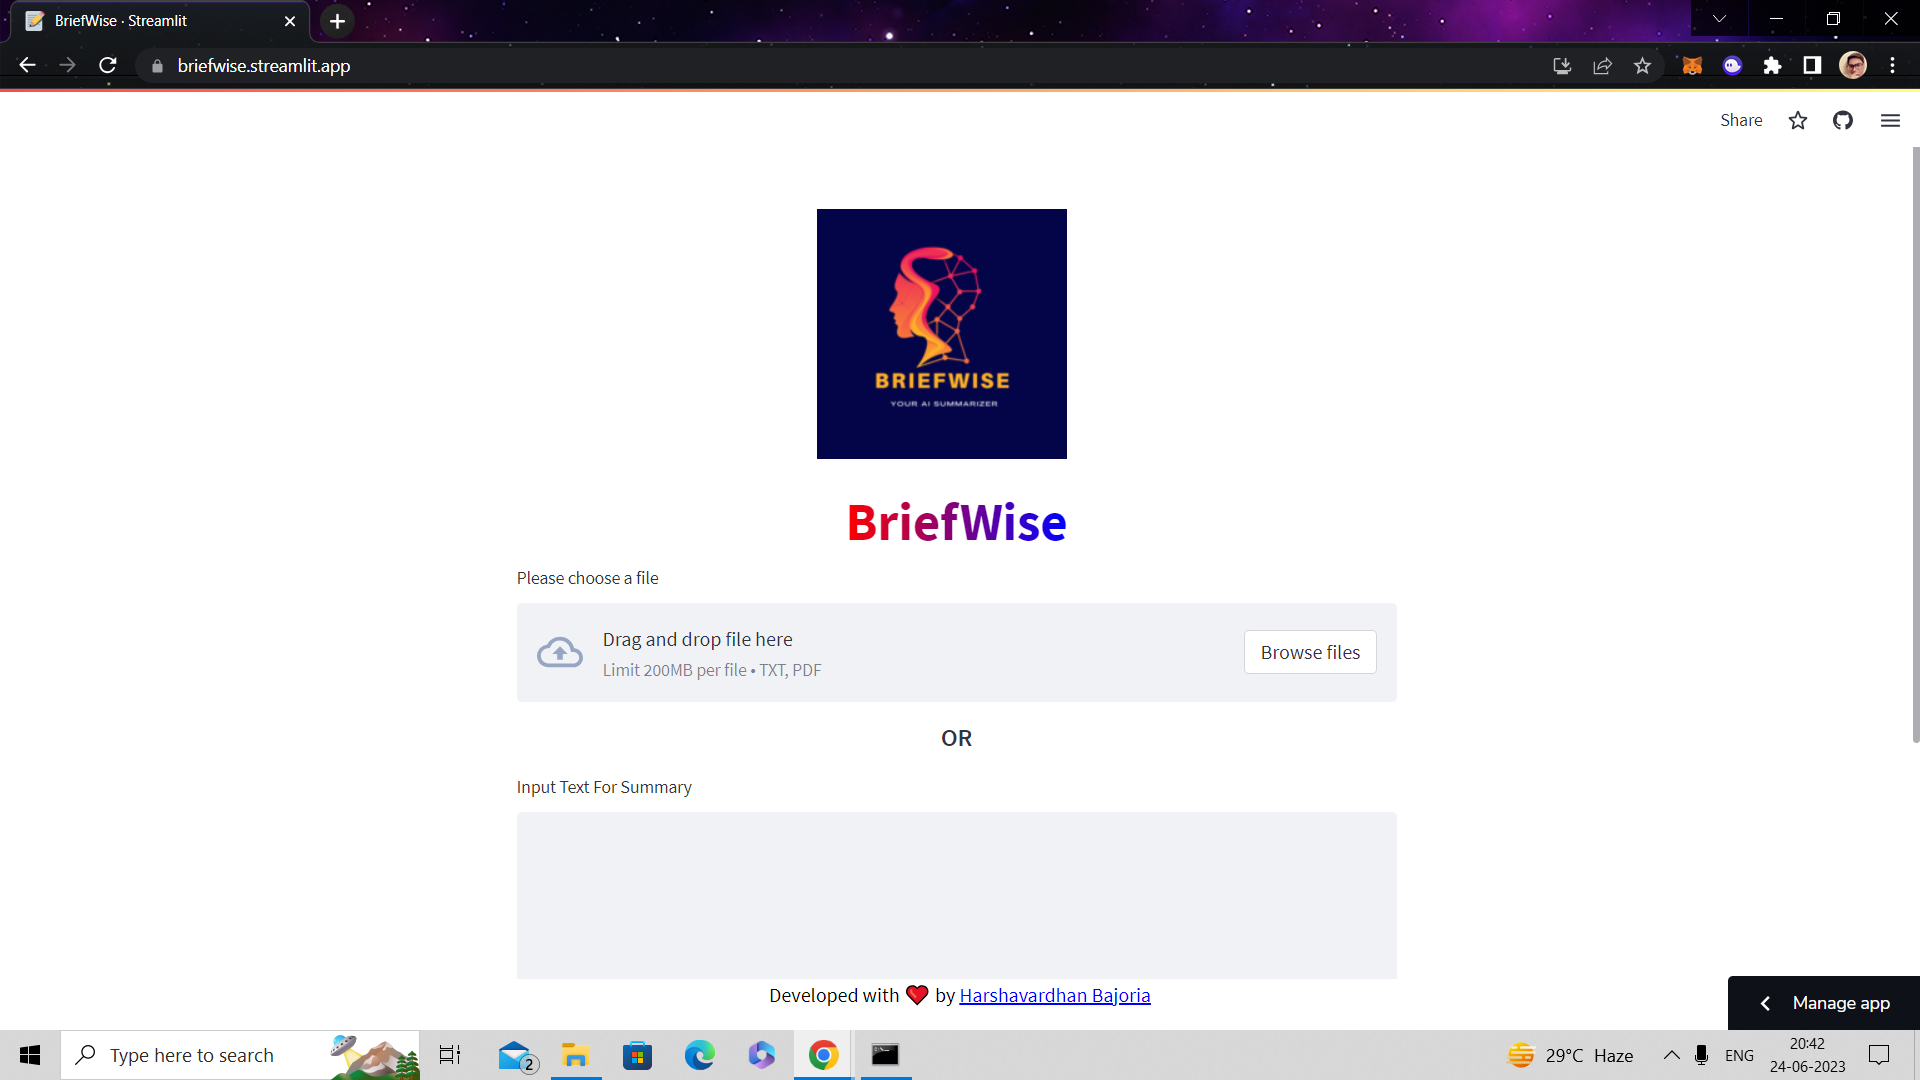 BriefWise · Streamlit
briefwise.streamlit.app
Share
BRIEFWISE
YOUR AI SUMMARIZER
BriefWise
Please choose a file
Drag and drop file here
Limit 200MB per file • TXT, PDF
Browse files
OR
Input Text For Summary
Developed with ❤️ by Harshavardhan Bajoria
Manage app
Type here to search
2
29°C Haze
ENG
20:42
24-06-2023